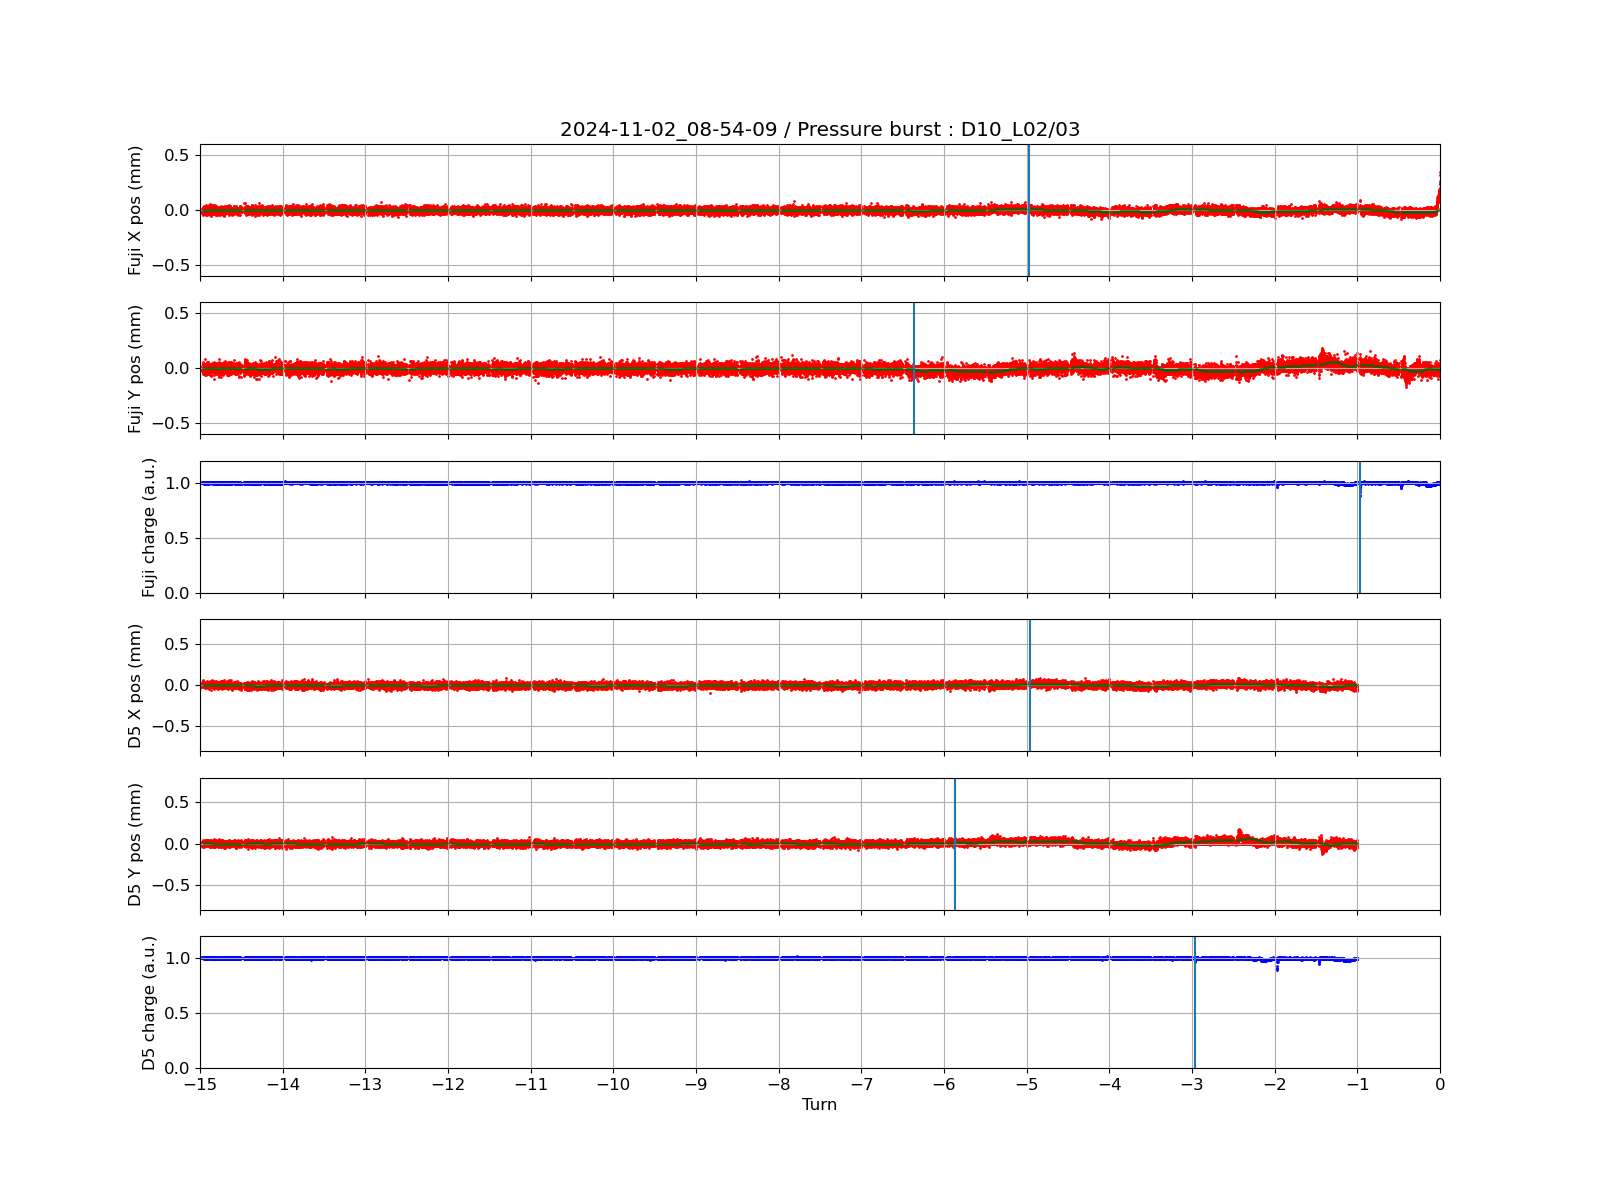 2024-11-02_08-54-09 / Pressure burst : D10_L02/03
Fuji X pos (mm)
0.5
0.0
−0.5
Fuji Y pos (mm)
0.5
0.0
−0.5
Fuji charge (a.u.)
1.0
0.5
0.0
D5 X pos (mm)
0.5
0.0
−0.5
D5 Y pos (mm)
0.5
0.0
−0.5
D5 charge (a.u.)
1.0
0.5
0.0
−15 −14 −13 −12 −11 −10 −9 −8 −7 −6 −5 −4 −3 −2 −1 0
Turn